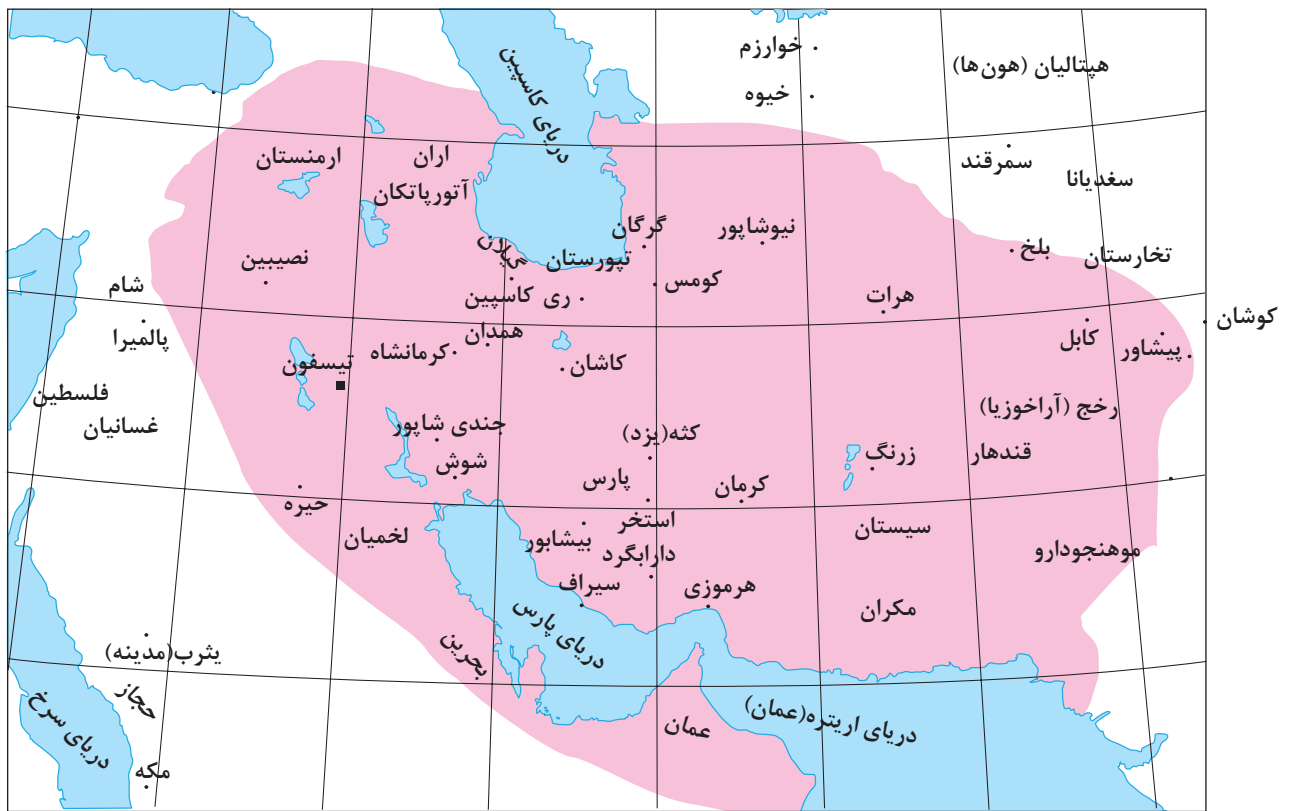 دریای کاسپین
خوارزم
خیوه
هپتالیان (هون‌ها)
سمرقند
سغدیانا
ارمنستان
اران
آتورپاتکان
گرگان
نیوشاپور
بلخ
تخارستان
نصیبین
گیلان
تپورستان
کومس
شام
ری کاسپین
هرات
کوشان
پالمیرا
همدان
کرمانشاه
تیسفون
کاشان
کابل
پیشاور
فلسطین
غسانیان
رخج (آراخوزیا)
جندی شاپور
کثه(یزد)
شوش
زرنگ
قندهار
پارس
کرمان
حیره
استخر
لخمیان
بیشابور
سیستان
دارابگرد
موهنجودارو
سیراف
هرموزی
مکران
دریای پارس
بحرین
یثرب(مدینه)
حجاز
دریای سرخ
عمان
دریای اریتره(عمان)
مکه